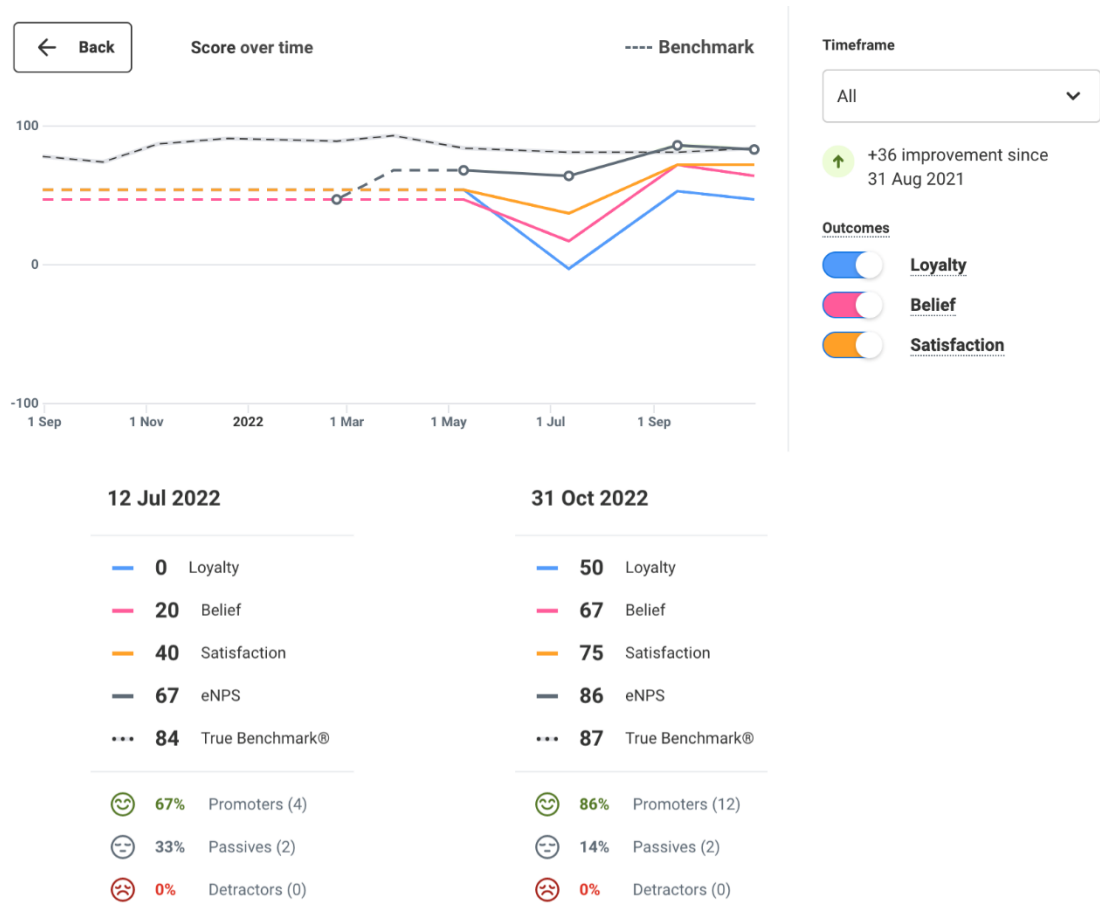 Back
Score over time
Benchmark
Timeframe
All
+36 improvement since
31 Aug 2021
Outcomes
Loyalty
Belief
Satisfaction
100
0
-100
1 Sep
1 Nov
2022
1 Mar
1 May
1 Jul
1 Sep
12 Jul 2022
0 Loyalty
20 Belief
40 Satisfaction
67 eNPS
84 True Benchmark®
67% Promoters (4)
33% Passives (2)
0% Detractors (0)
31 Oct 2022
50 Loyalty
67 Belief
75 Satisfaction
86 eNPS
87 True Benchmark®
86% Promoters (12)
14% Passives (2)
0% Detractors (0)